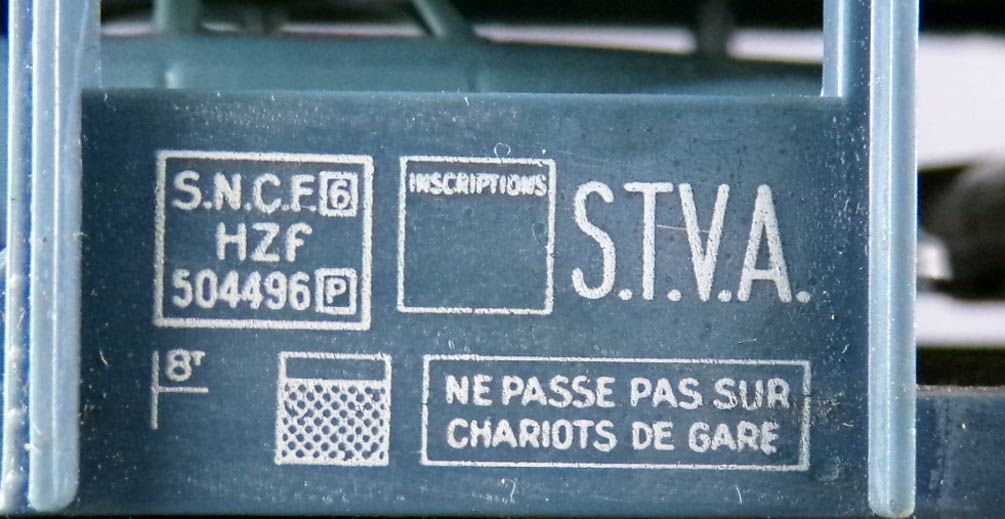 S.N.C.F. 6
HZf
504496 P
INSCRIPTIONS
S.T.V.A.
8T
NE PASSE PAS SUR
CHARIOTS DE GARE